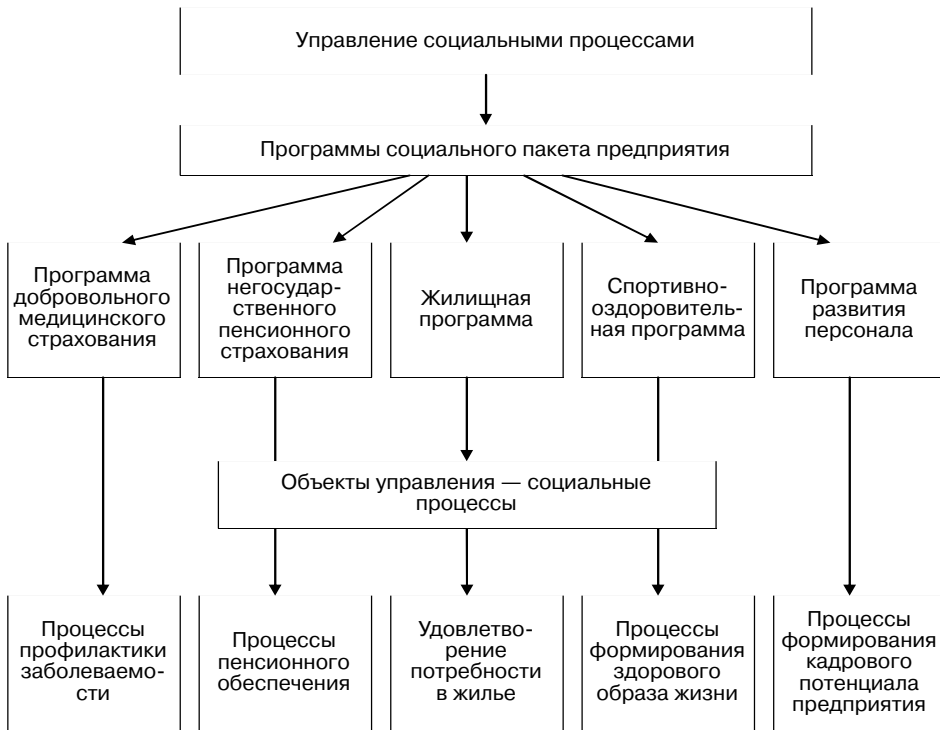 Управление социальными процессами
Программы социального пакета предприятия
Программа
добровольного
медицинского
страхования
Программа
негосудар-
ственного
пенсионного
страхования
Жилищная
программа
Спортивно-
оздоровитель-
ная программа
Программа
развития
персонала
Объекты управления — социальные
процессы
Процессы
профилактики
заболеваемо-
сти
Процессы
пенсионного
обеспечения
Удовлетво-
рение
потребности
в жилье
Процессы
формирования
здорового
образа жизни
Процессы
формирования
кадрового
потенциала
предприятия